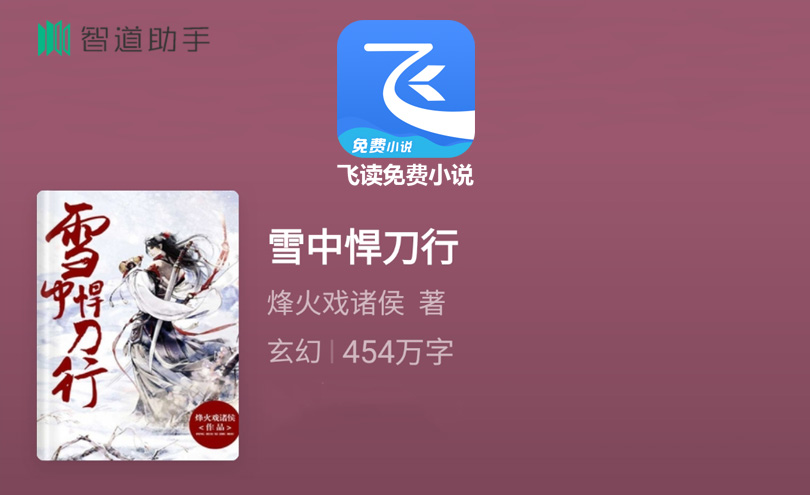 智道助手
免费小说
飞读免费小说
雪中悍刀行
雪中悍刀行
烽火戏诸侯 著
玄幻 | 454万字
烽火戏诸侯
<作品>